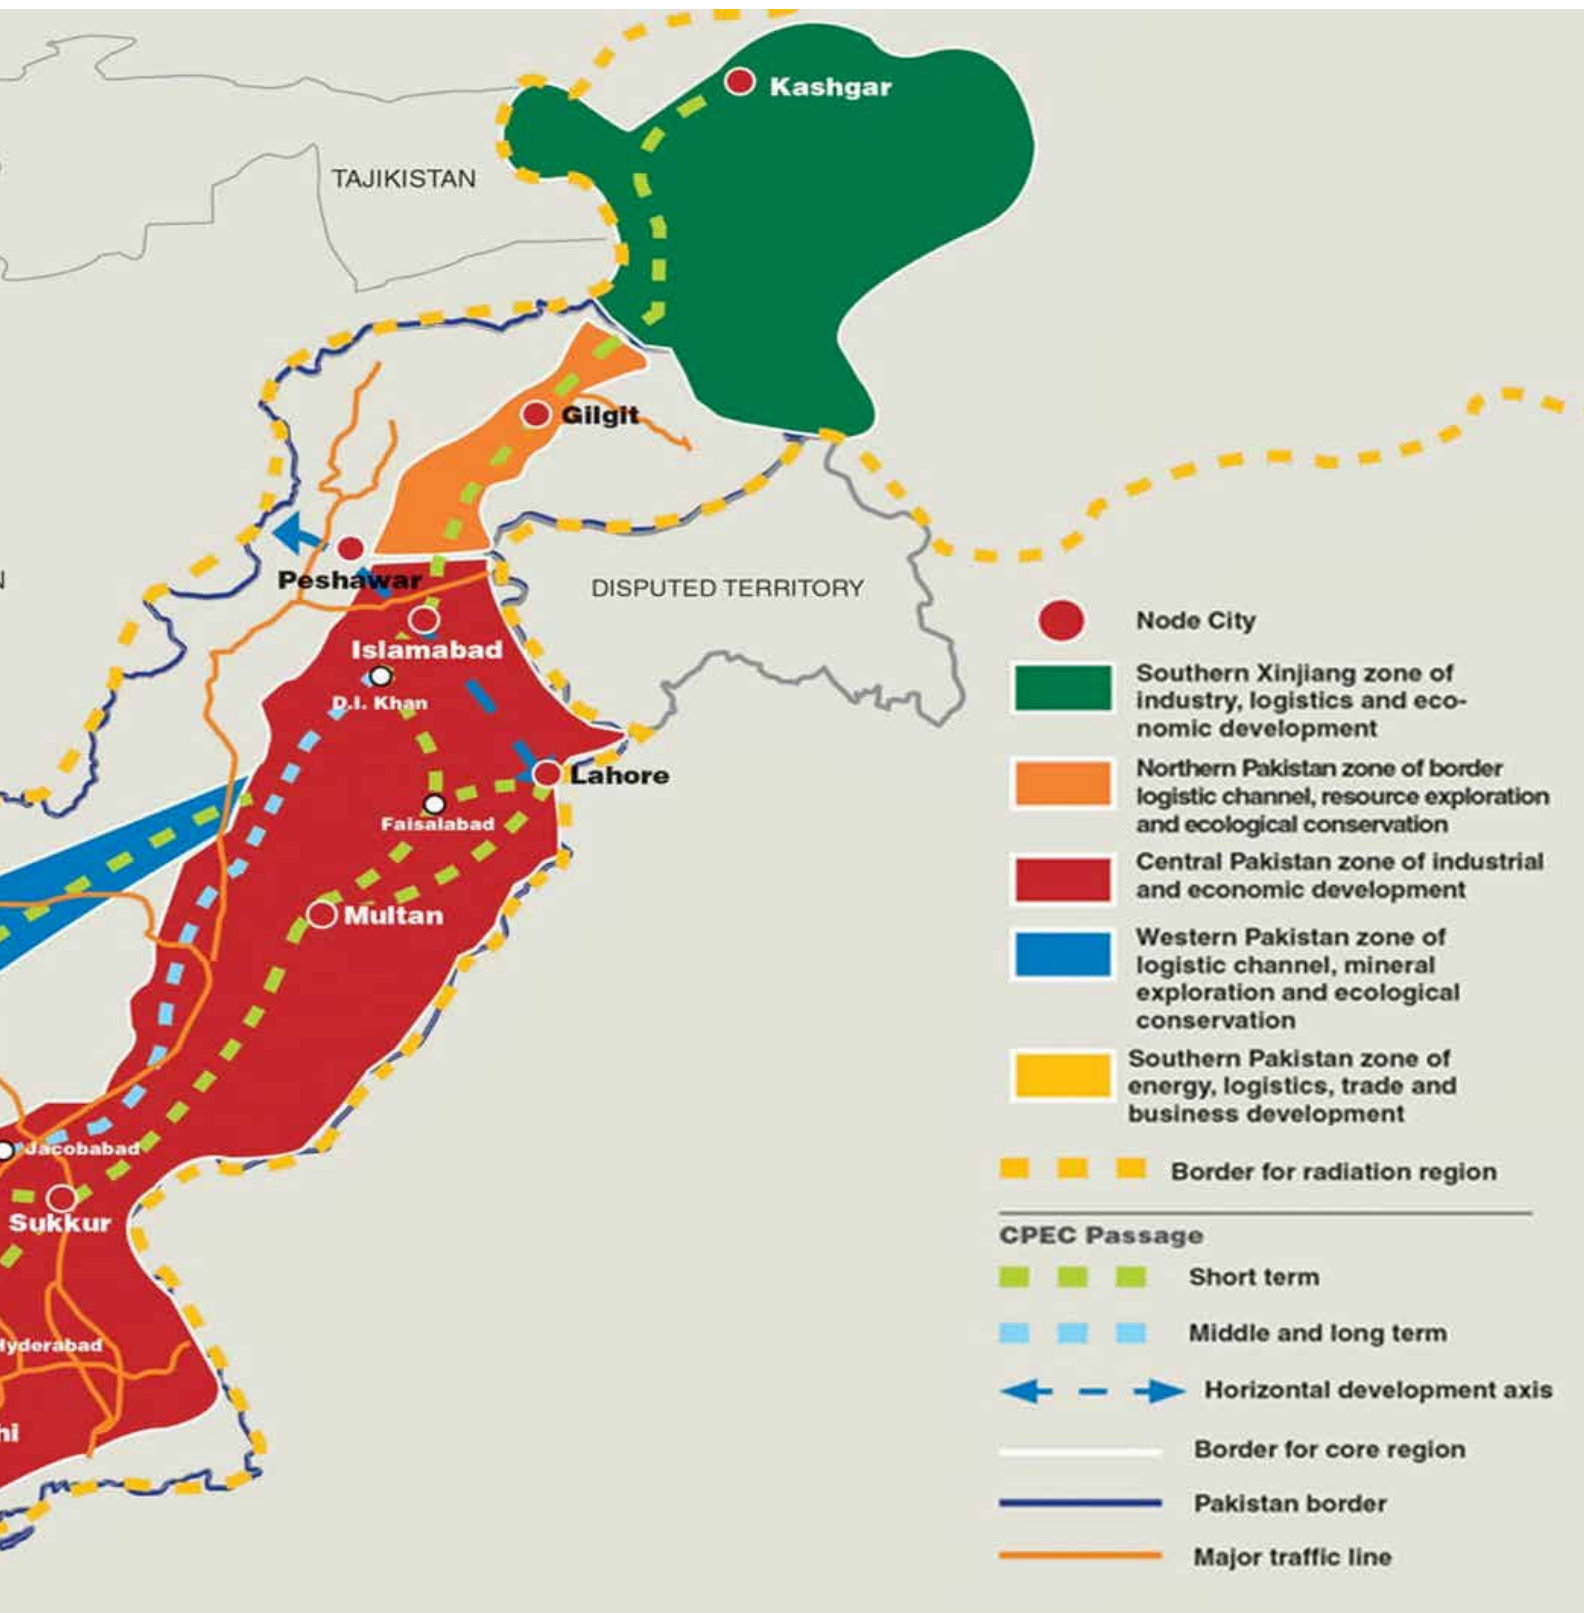 Kashgar
TAJIKISTAN
Gilgit
Peshawar
DISPUTED TERRITORY
Islamabad
D.I. Khan
Lahore
Faisalabad
Multan
Jacobabad
Sukkur
Hyderabad
hi
N
Node City
Southern Xinjiang zone of
industry, logistics and eco-
nomic development
Northern Pakistan zone of border
logistic channel, resource exploration
and ecological conservation
Central Pakistan zone of industrial
and economic development
Western Pakistan zone of
logistic channel, mineral
exploration and ecological
conservation
Southern Pakistan zone of
energy, logistics, trade and
business development
Border for radiation region
CPEC Passage
Short term
Middle and long term
Horizontal development axis
Border for core region
Pakistan border
Major traffic line